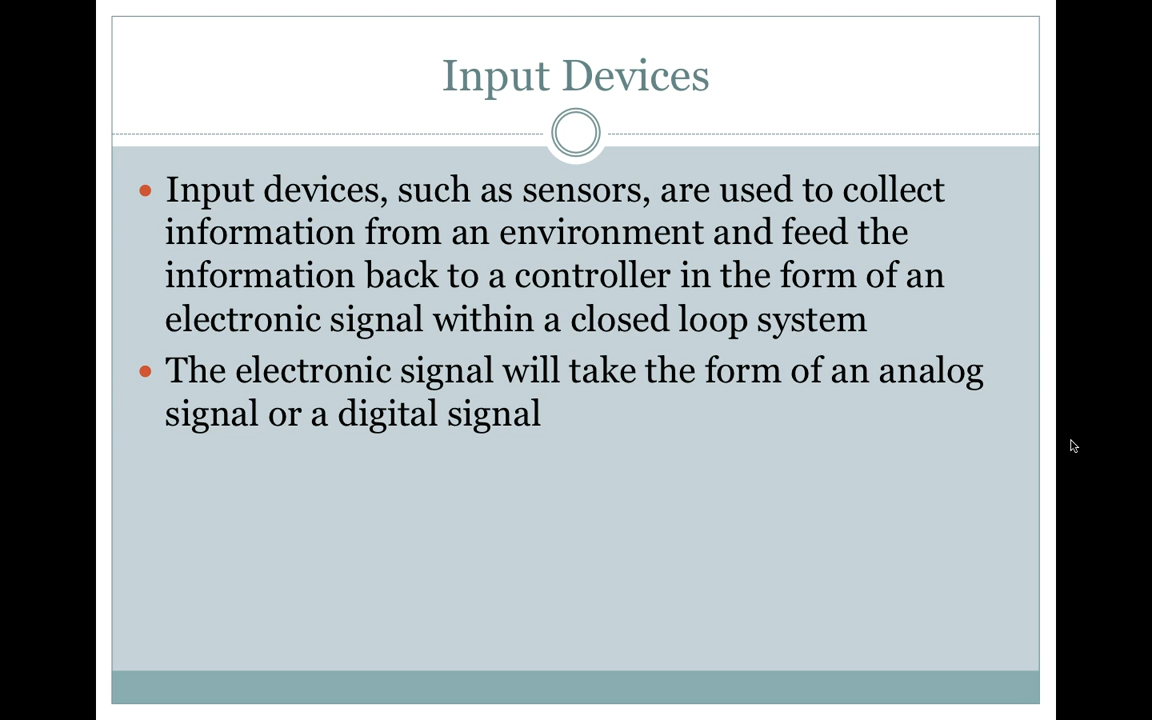 Input Devices
• Input devices, such as sensors, are used to collect
information from an environment and feed the
information back to a controller in the form of an
electronic signal within a closed loop system
• The electronic signal will take the form of an analog
signal or a digital signal